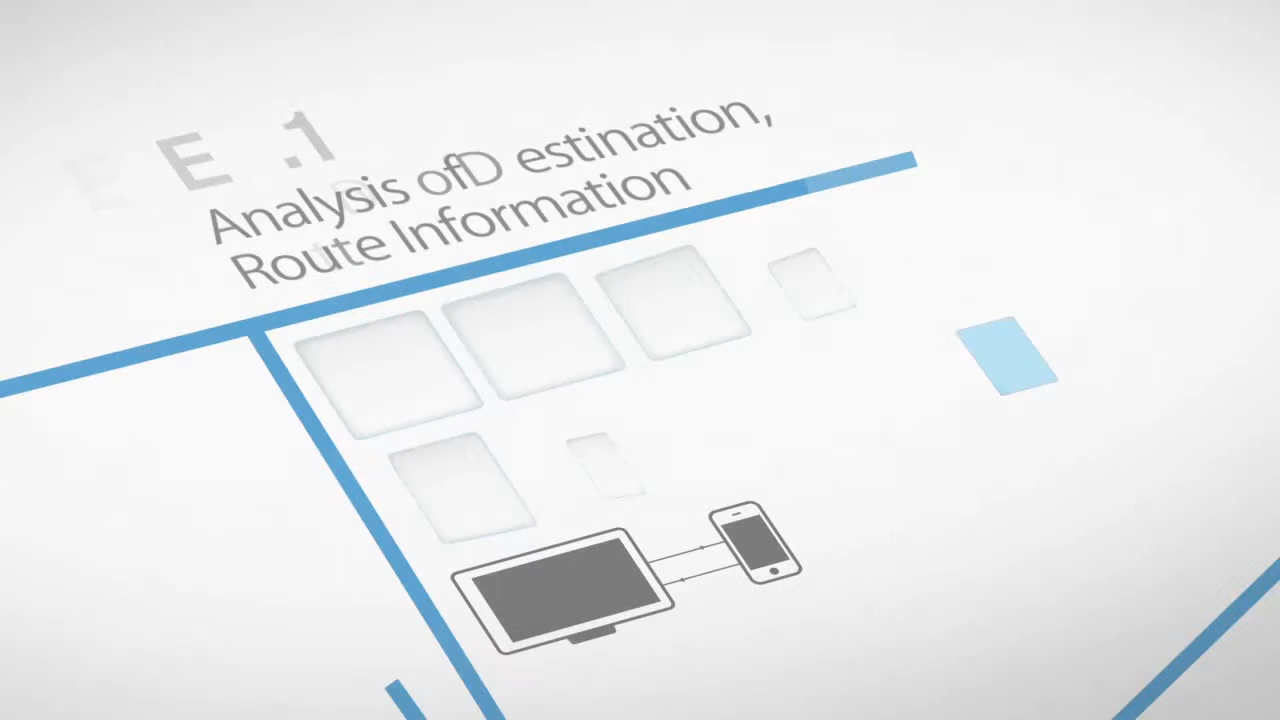 E .1
Analysis ofD estination,
Route Information